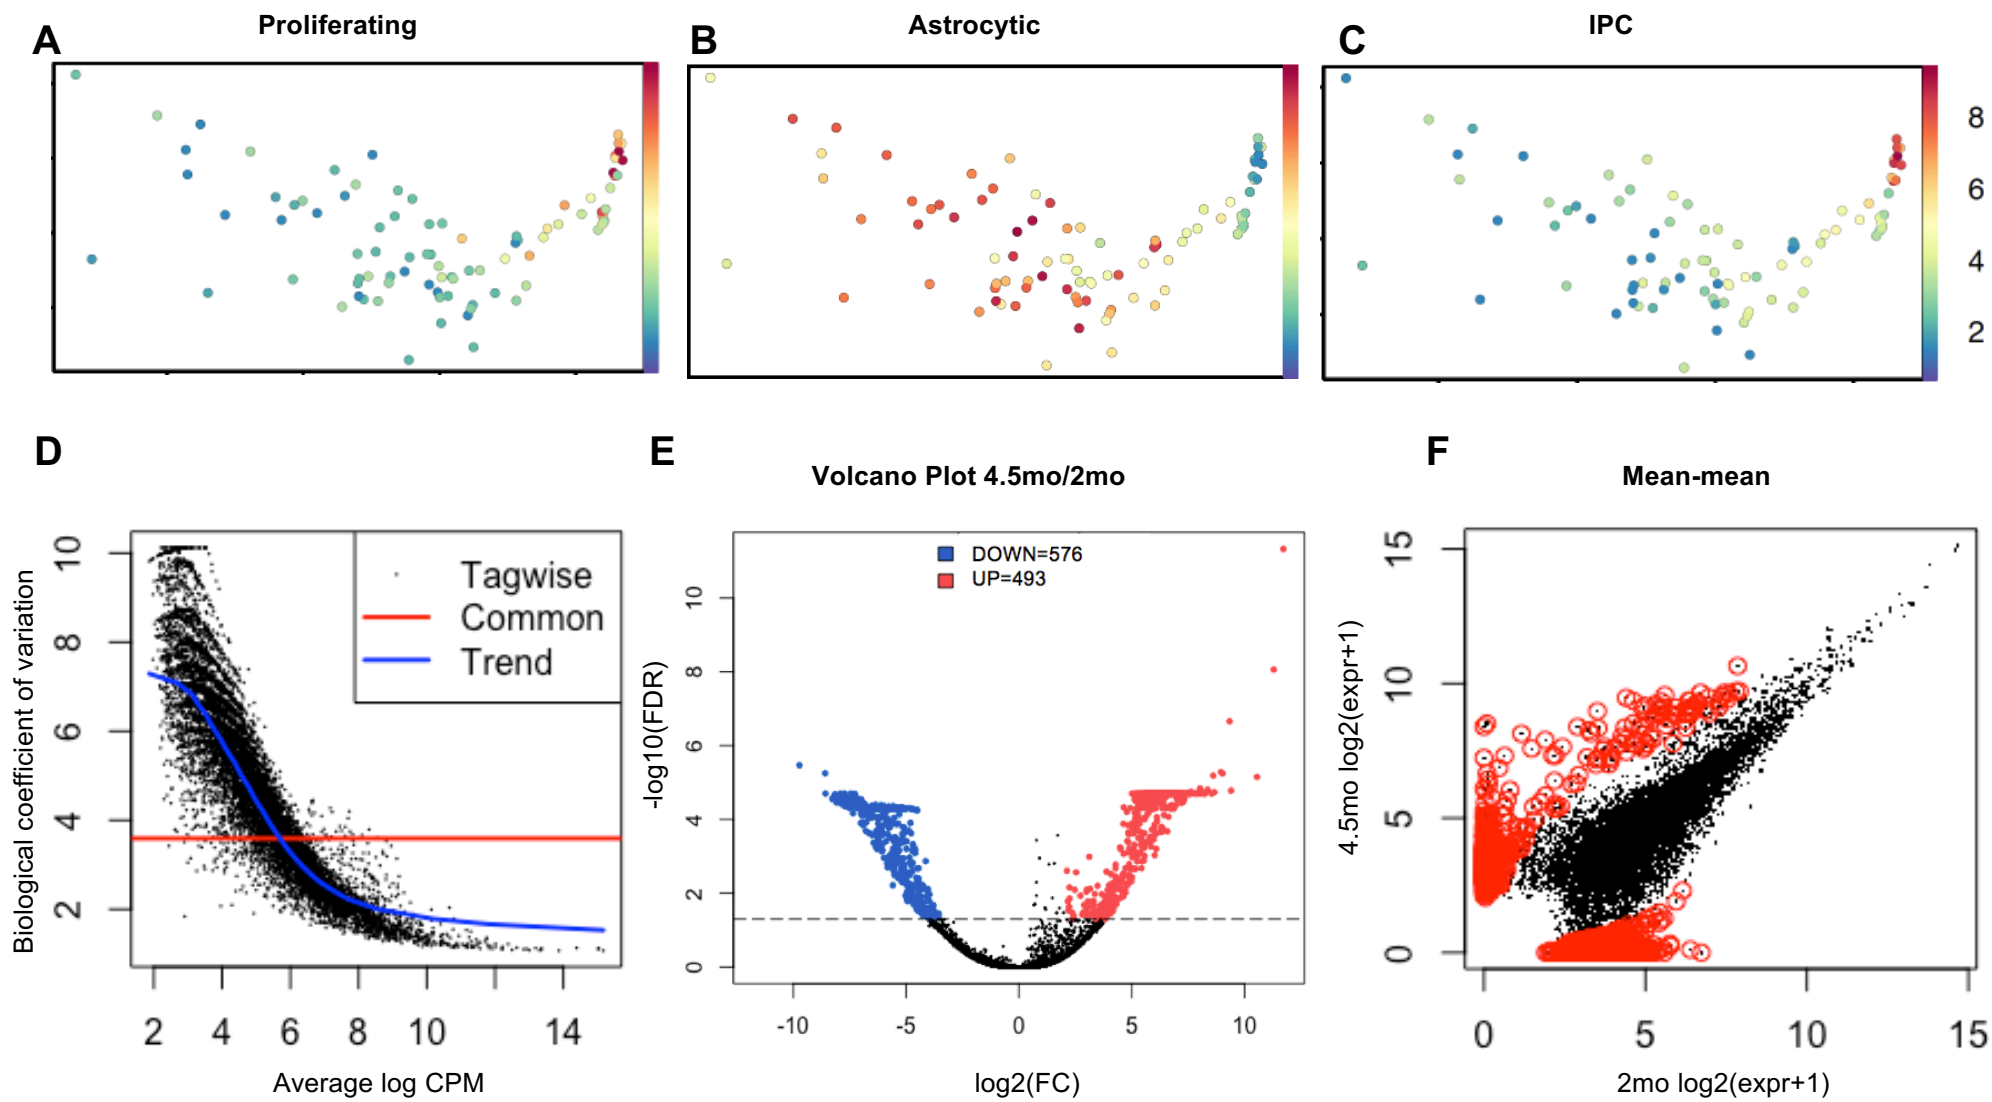 A
Proliferating
B
Astrocytic
C
IPC
8
6
4
2
D
Biological coefficient of variation
10
8
6
4
2
Tagwise
Common
Trend
2 4 6 8 10 14
Average log CPM
E
Volcano Plot 4.5mo/2mo
-log10(FDR)
10
8
6
4
2
0
DOWN=576
UP=493
-10 -5 0 5 10
log2(FC)
F
Mean-mean
4.5mo log2(expr+1)
15
10
5
0
0 5 10 15
2mo log2(expr+1)